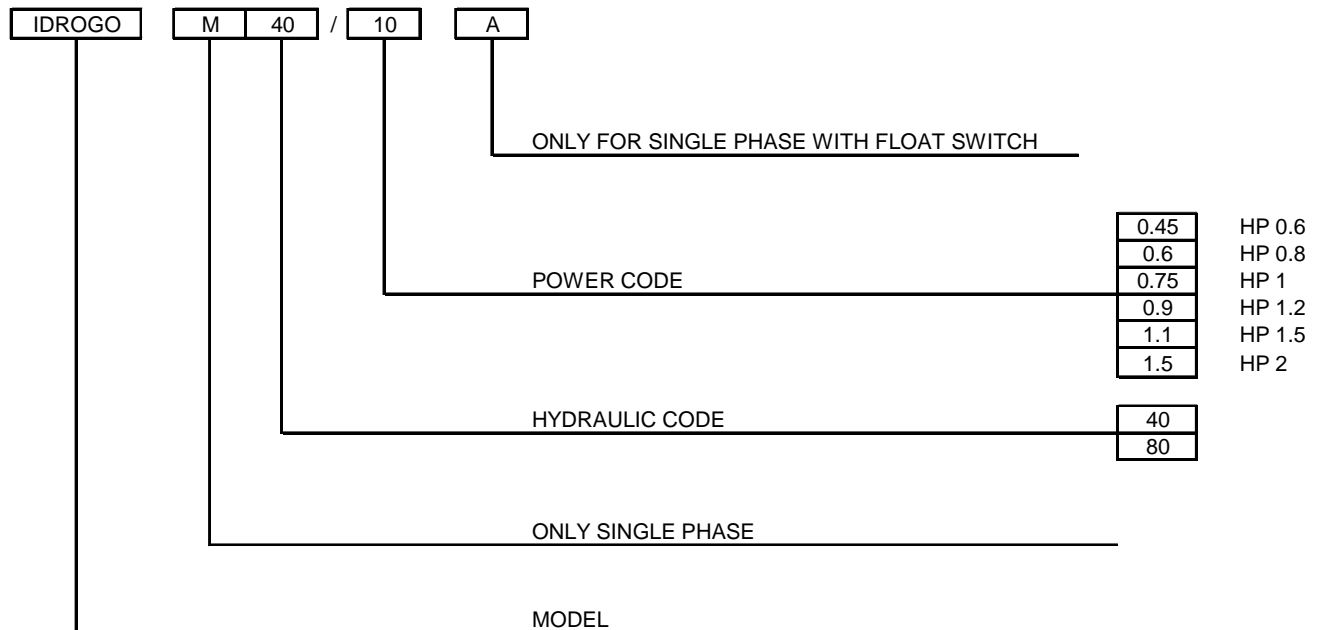 IDROGO M 40 / 10 A
ONLY FOR SINGLE PHASE WITH FLOAT SWITCH
0.45 HP 0.6
0.6 HP 0.8
POWER CODE 0.75 HP 1
0.9 HP 1.2
1.1 HP 1.5
1.5 HP 2
HYDRAULIC CODE 40
80
ONLY SINGLE PHASE
MODEL